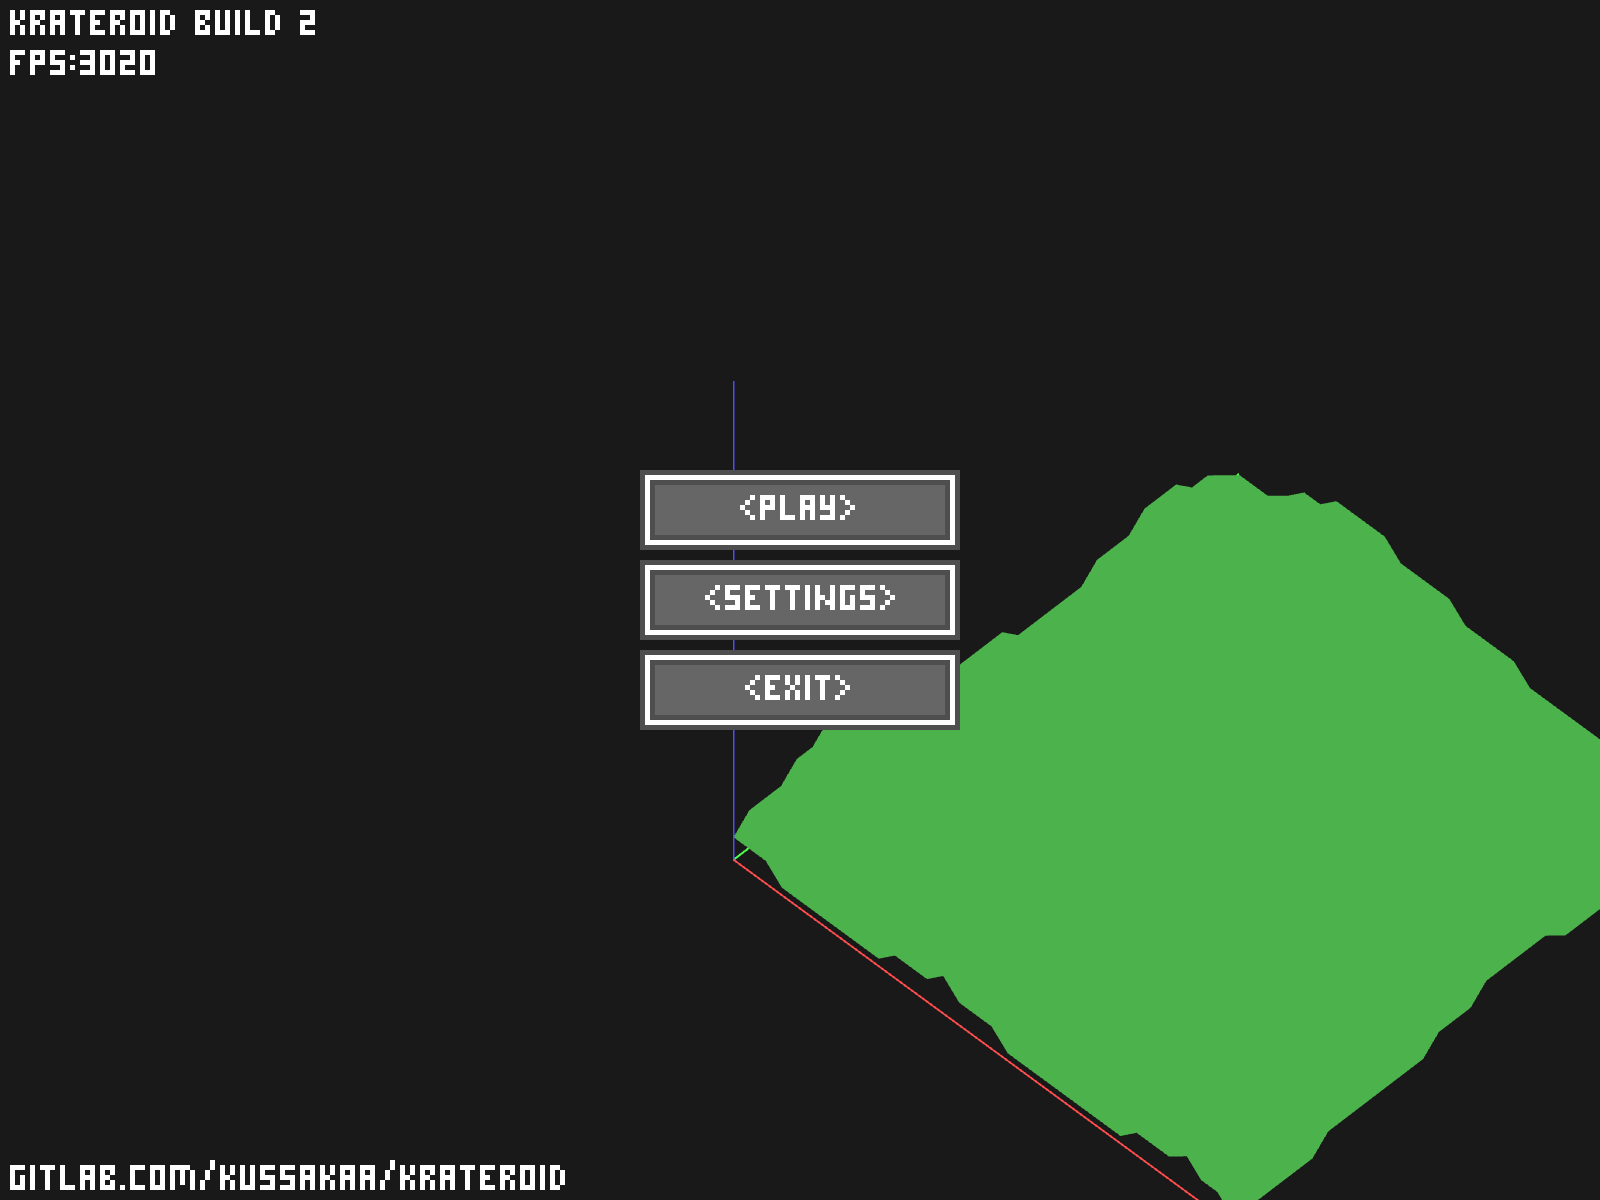 KRATEROID BUILD 2
FPS:3020
<PLAY>
<SETTINGS>
<EXIT>
GITLAB.COM/KUSSAKAA/KRATEROID